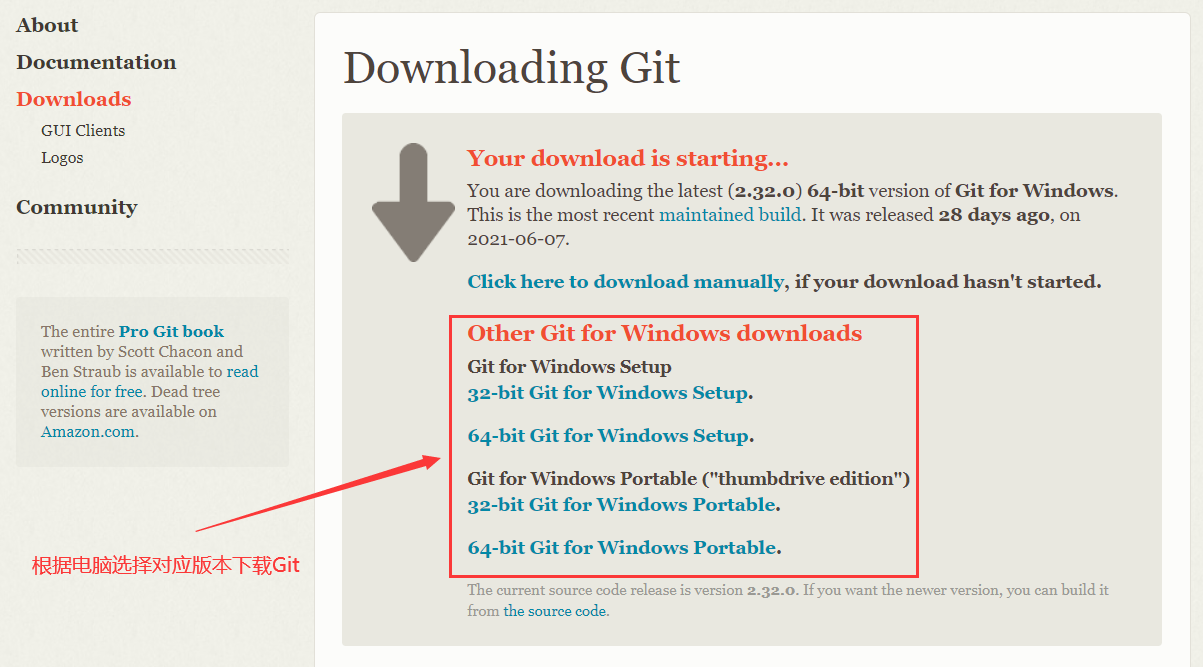 About
Documentation
Downloads
GUI Clients
Logos
Community
The entire Pro Git book
written by Scott Chacon and
Ben Straub is available to read
online for free. Dead tree
versions are available on
Amazon.com.
根据电脑选择对应版本下载Git
Downloading Git
Your download is starting...
You are downloading the latest (2.32.0) 64-bit version of Git for Windows.
This is the most recent maintained build. It was released 28 days ago, on
2021-06-07.
Click here to download manually, if your download hasn't started.
Other Git for Windows downloads
Git for Windows Setup
32-bit Git for Windows Setup.
64-bit Git for Windows Setup.
Git for Windows Portable ("thumbdrive edition")
32-bit Git for Windows Portable.
64-bit Git for Windows Portable.
The current source code release is version 2.32.0. If you want the newer version, you can build it
from the source code.